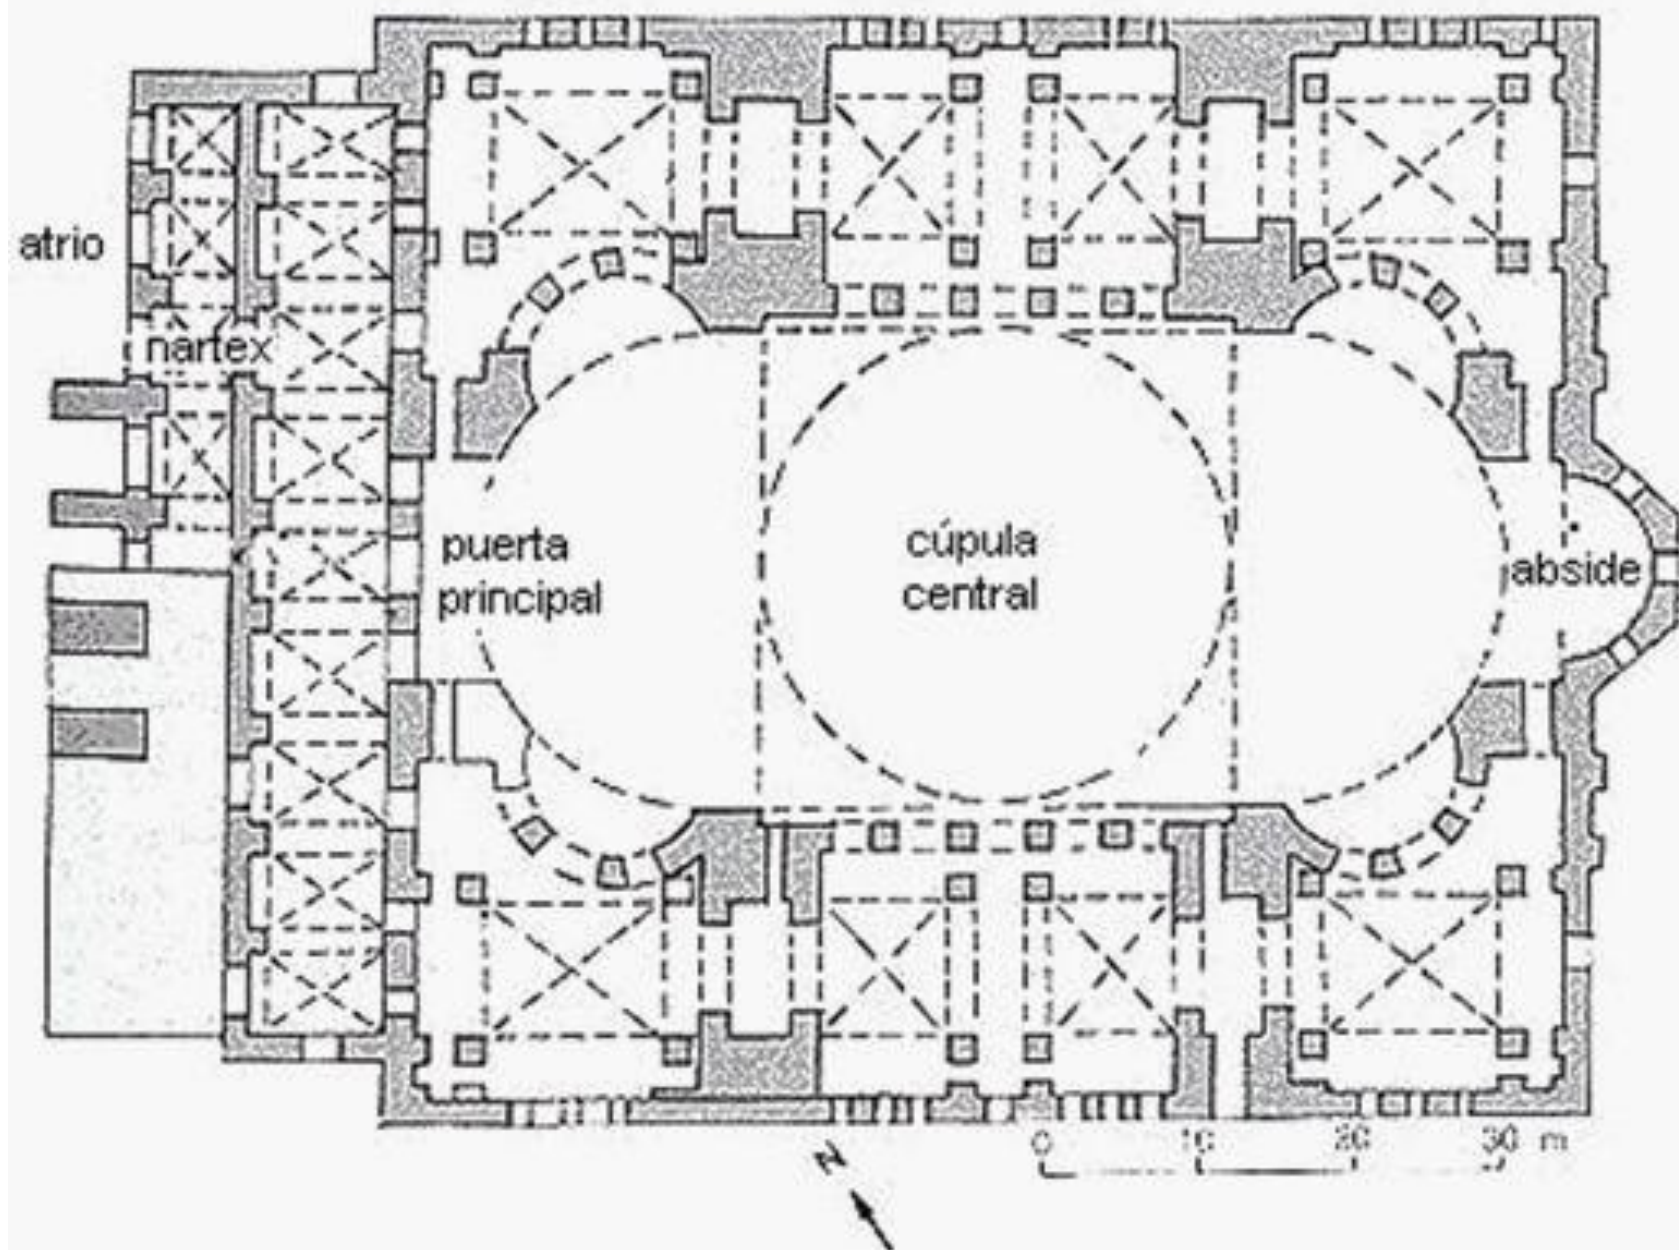 atrio
nartex
puerta
principal
cúpula
central
abside
0 10 20 30 m
N